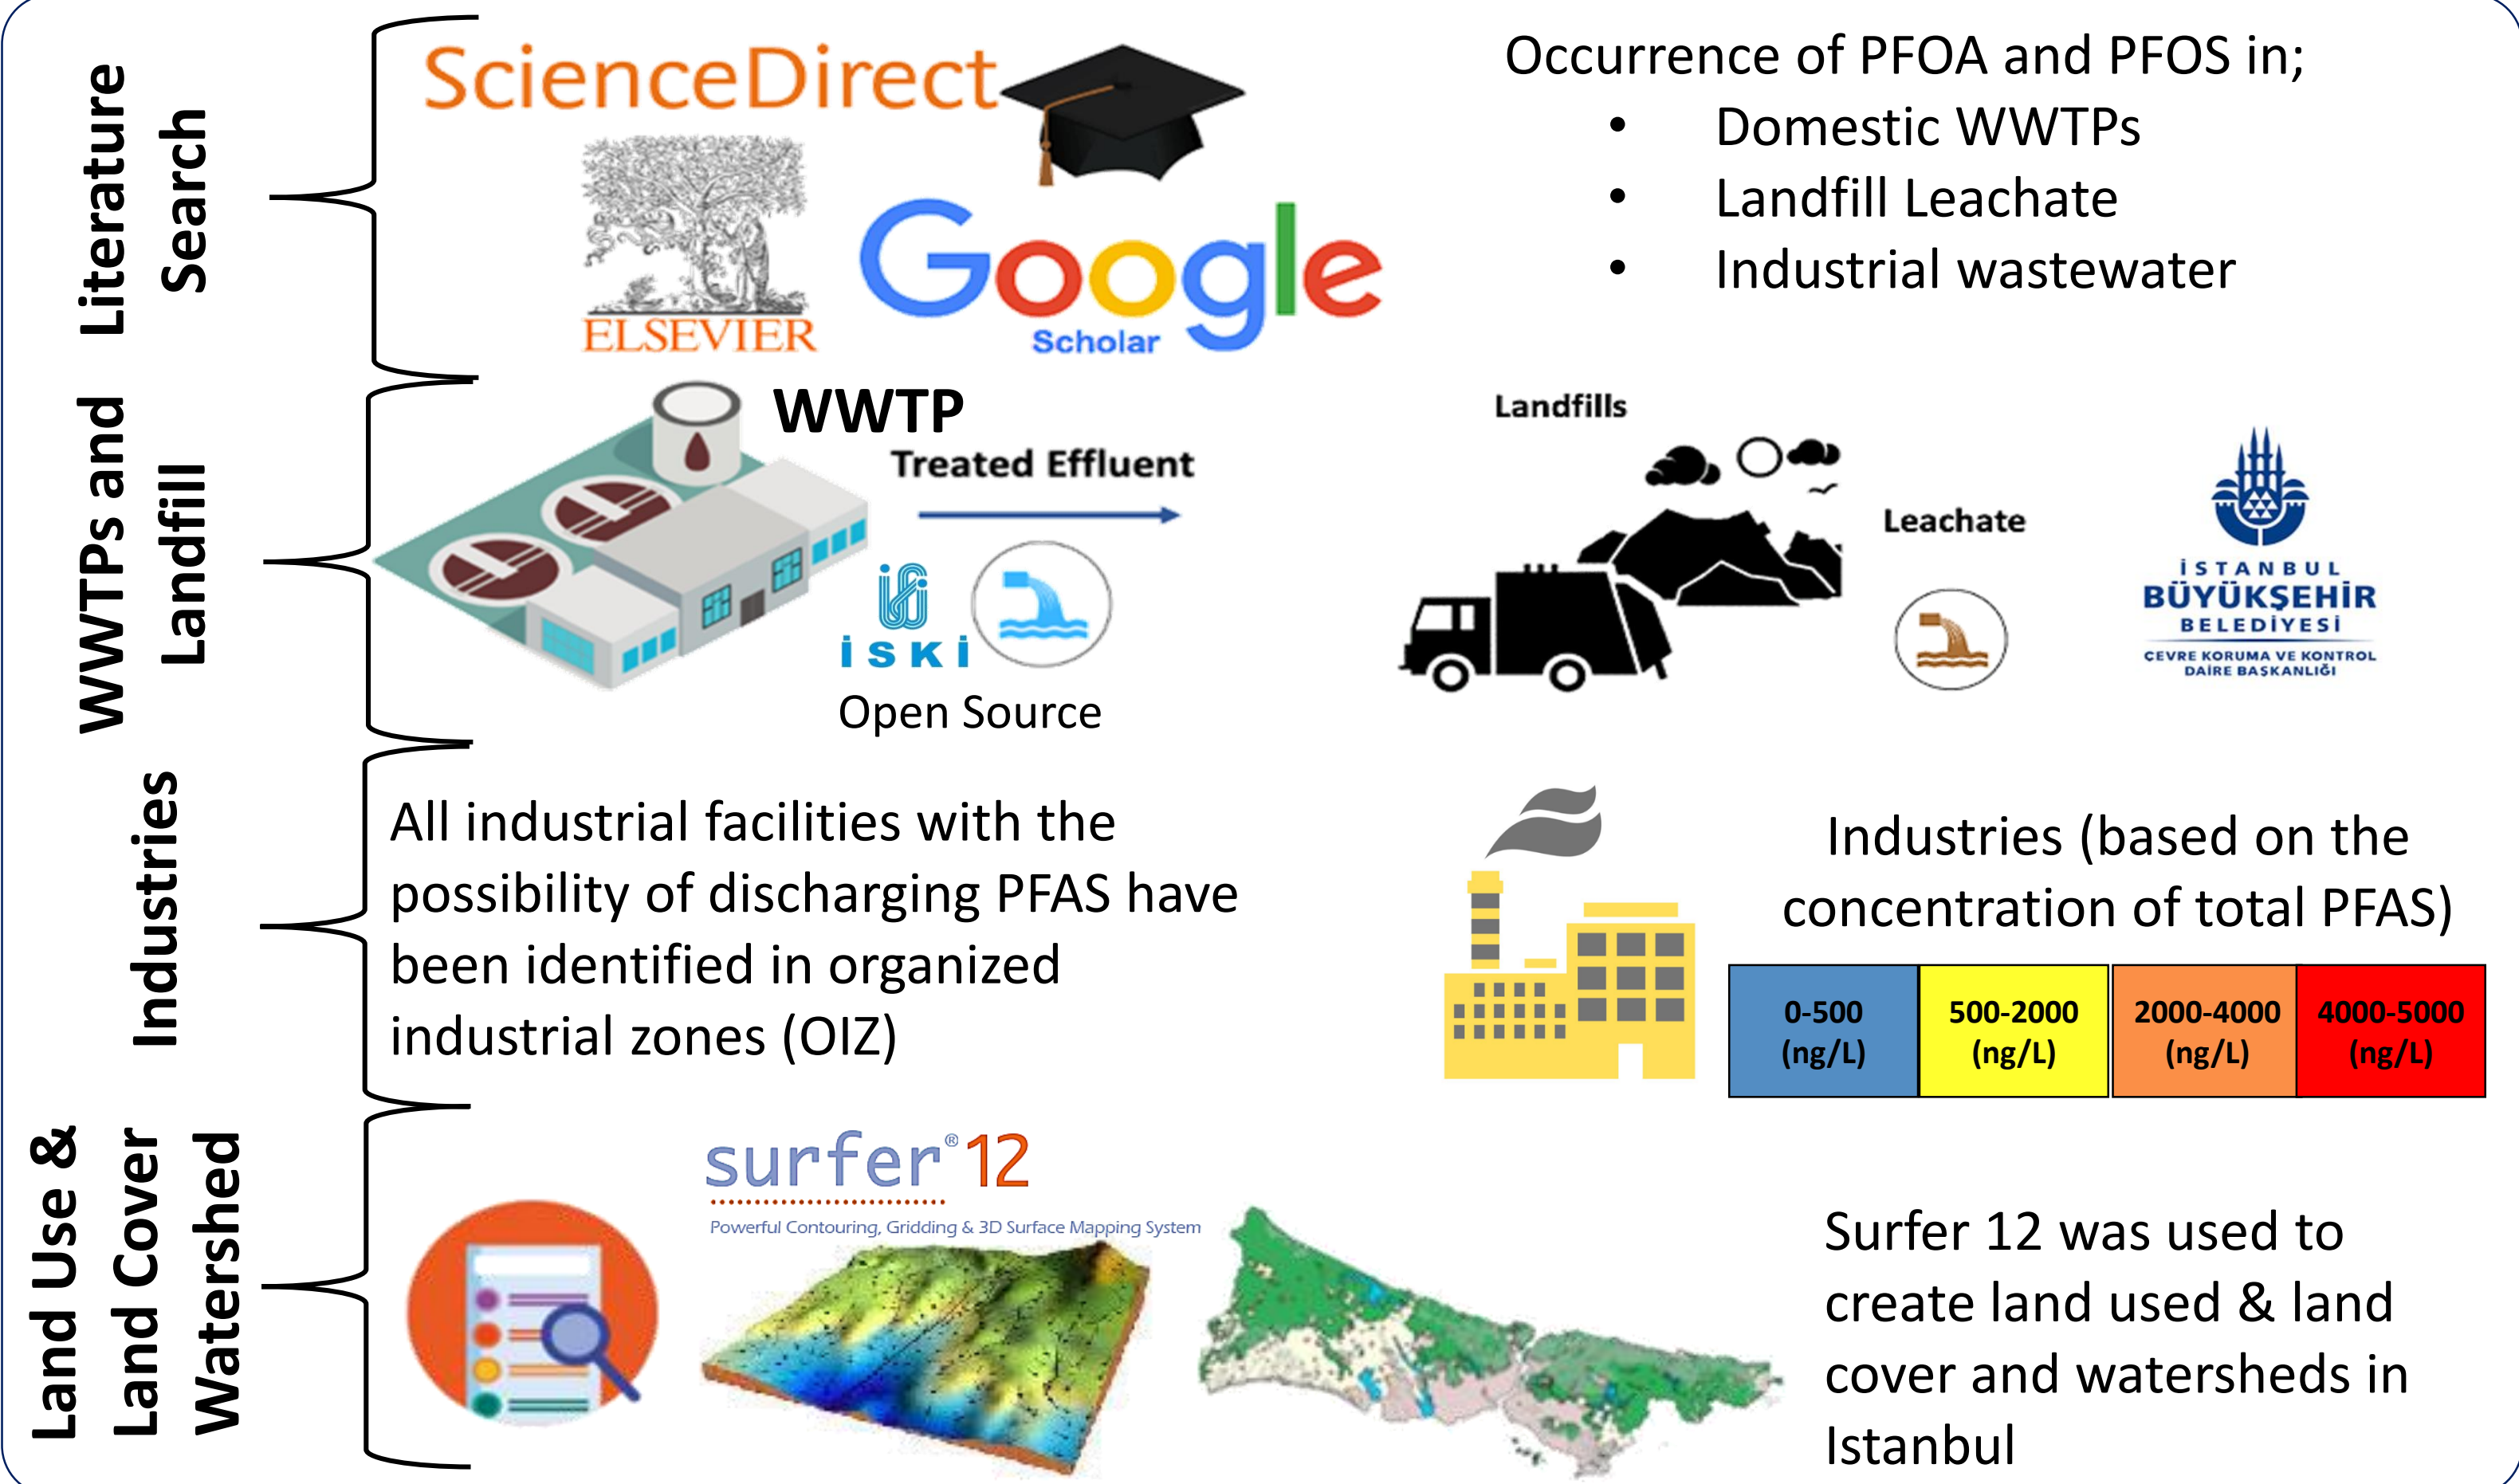 Literature
Search
ScienceDirect
ELSEVIER
Google
Scholar
Occurrence of PFOA and PFOS in;
• Domestic WWTPs
• Landfill Leachate
• Industrial wastewater
WWTPs and
Landfill
WWTP
Treated Effluent
İSKİ
Open Source
Landfills
Leachate
İSTANBUL
BÜYÜKŞEHİR
BELEDİYESİ
ÇEVRE KORUMA VE KONTROL
DAİRE BAŞKANLIĞI
Industries
All industrial facilities with the
possibility of discharging PFAS have
been identified in organized
industrial zones (OIZ)
Industries (based on the
concentration of total PFAS)
0-500
(ng/L)
500-2000
(ng/L)
2000-4000
(ng/L)
4000-5000
(ng/L)
Land Use &
Land Cover
Watershed
surfer®12
Powerful Contouring, Gridding & 3D Surface Mapping System
Surfer 12 was used to
create land used & land
cover and watersheds in
Istanbul